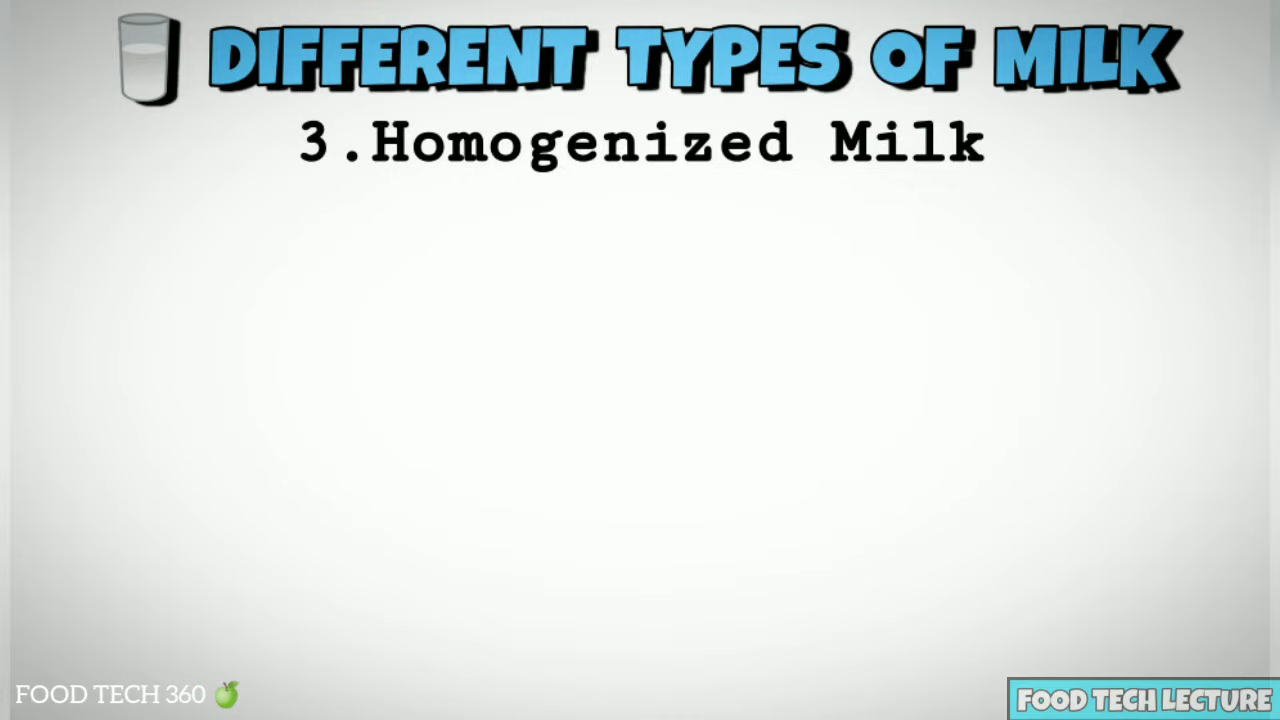 DIFFERENT TYPES OF MILK
3.Homogenized Milk
FOOD TECH 360
FOOD TECH LECTURE